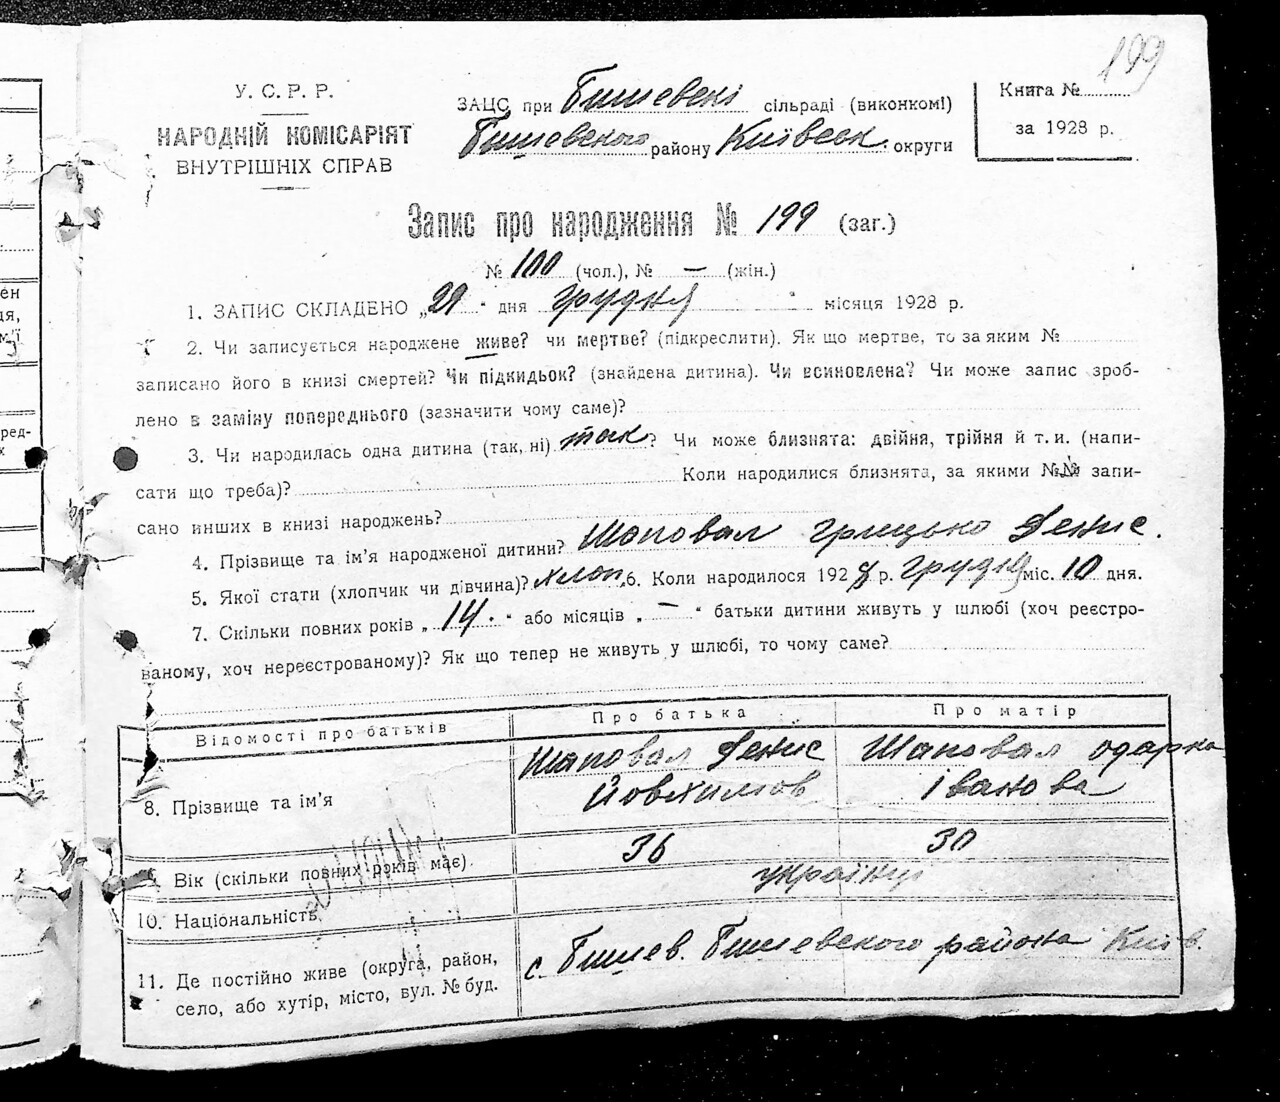 199
У. С. Р. Р.
НАРОДНІЙ КОМІСАРІЯТ
ВНУТРІШНІХ СПРАВ
ЗАЦС при Бишевскі сільраді (виконкомі)
Бишевского району Київськ. округи
Книга №
за 1928 р.
Запис про народження № 199 (заг.)
№ 100 (чол.), № — (жін.)
1. ЗАПИС СКЛАДЕНО „29" дня грудня " місяця 1928 р.
2. Чи записується народжене живе? чи мертве? (підкреслити). Як що мертве, то за яким №
записано його в книзі смертей? Чи підкидьок? (знайдена дитина). Чи всиновлена? Чи може запис зроб-
лено в заміну попереднього (зазначити чому саме)?
3. Чи народилась одна дитина (так, ні) так? Чи може близнята: двійня, трійня й т. и. (напи-
сати що треба)? Коли народилися близнята, за якими №№ запи-
сано инших в книзі народжень?
4. Прізвище та ім'я народженої дитини? Шаповал Грицько Денис.
5. Якої стати (хлопчик чи дівчина)? хлоп. 6. Коли народилося 1928 р. грудня міс. 10 дня.
7. Скільки повних років „14." або місяців „—" батьки дитини живуть у шлюбі (хоч реєстро-
ваному, хоч нереєстрованому)? Як що тепер не живуть у шлюбі, то чому саме?
Відомості про батьків Про батька Про матір
8. Прізвище та ім'я Шаповал Денис Йовхимов Шаповал Одарка Іванова
9. Вік (скільки повних років має) 36 30
10. Національність українці
11. Де постійно живе (округа, район,
село, або хутір, місто, вул. № буд. с. Бишев. Бишевского района Київ.